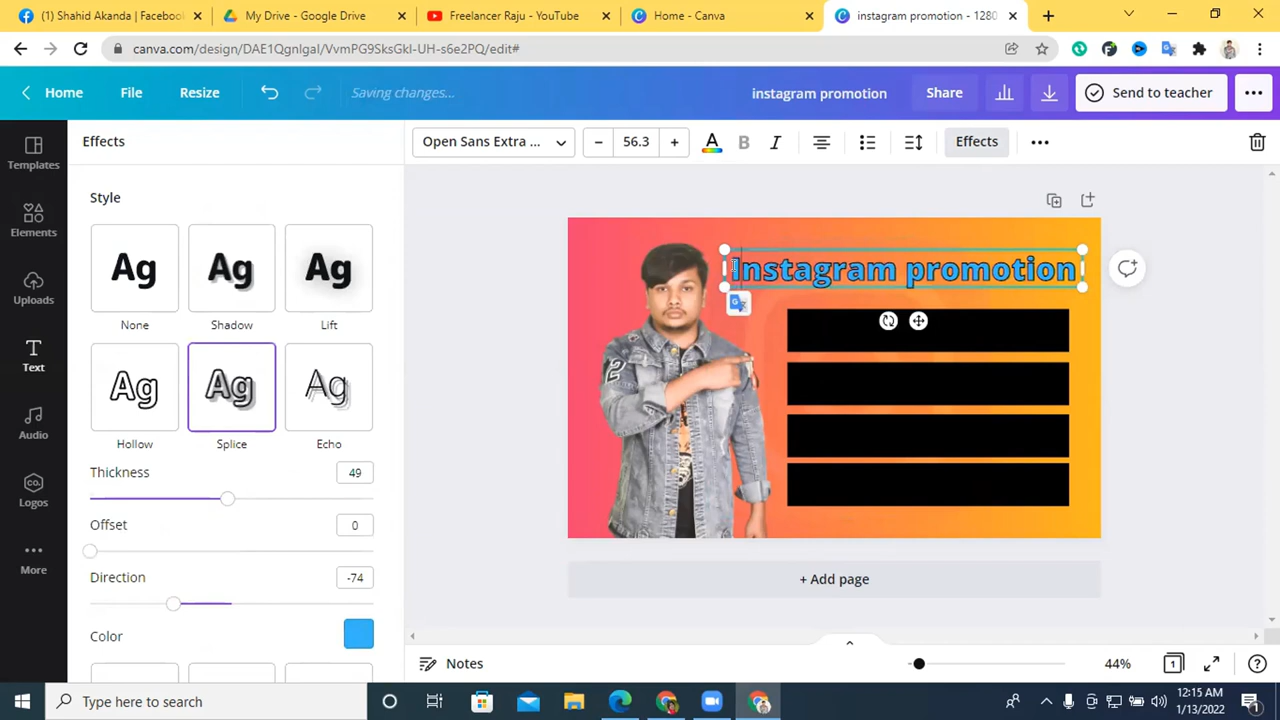 Shahid Akanda | Facebook
My Drive - Google Drive
Freelancer Raju - YouTube
Home - Canva
instagram promotion - 1280
canva.com/design/DAE1QgnIgaI/VvmPG9SksGkI-UH-s6e2PQ/edit#
Home
File
Resize
Saving changes...
instagram promotion
Share
Send to teacher
Templates
Elements
Uploads
Text
Audio
Logos
More
Effects
Open Sans Extra ...
56.3
Effects
Style
Ag
Ag
Ag
None
Shadow
Lift
Ag
Ag
Ag
Hollow
Splice
Echo
Thickness
49
Offset
0
Direction
-74
Color
Instagram promotion
+ Add page
Notes
44%
1
Type here to search
12:15 AM
1/13/2022